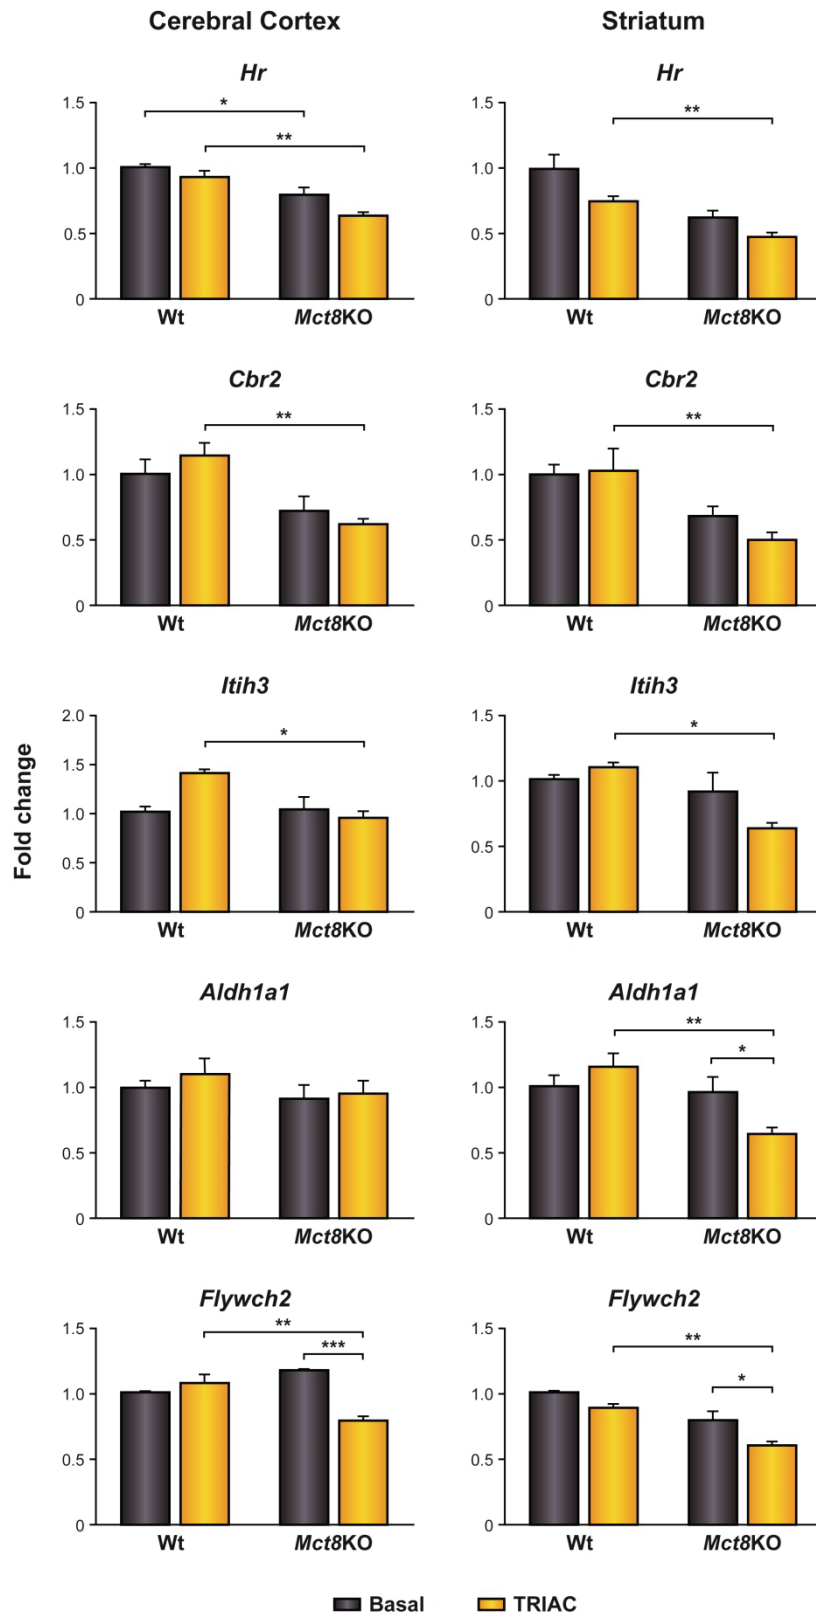 Cerebral Cortex
Striatum
Hr
1.5
1.0
0.5
0
*
**
Wt
Mct8KO
Hr
1.5
1.0
0.5
0
**
Wt
Mct8KO
Cbr2
1.5
1.0
0.5
0
**
Wt
Mct8KO
Cbr2
1.5
1.0
0.5
0
**
Wt
Mct8KO
Fold change
Itih3
2.0
1.5
1.0
0.5
0
*
Wt
Mct8KO
Itih3
1.5
1.0
0.5
0
*
Wt
Mct8KO
Aldh1a1
1.5
1.0
0.5
0
Wt
Mct8KO
Aldh1a1
1.5
1.0
0.5
0
**
*
Wt
Mct8KO
Flywch2
1.5
1.0
0.5
0
**
***
Wt
Mct8KO
Flywch2
1.5
1.0
0.5
0
**
*
Wt
Mct8KO
Basal
TRIAC